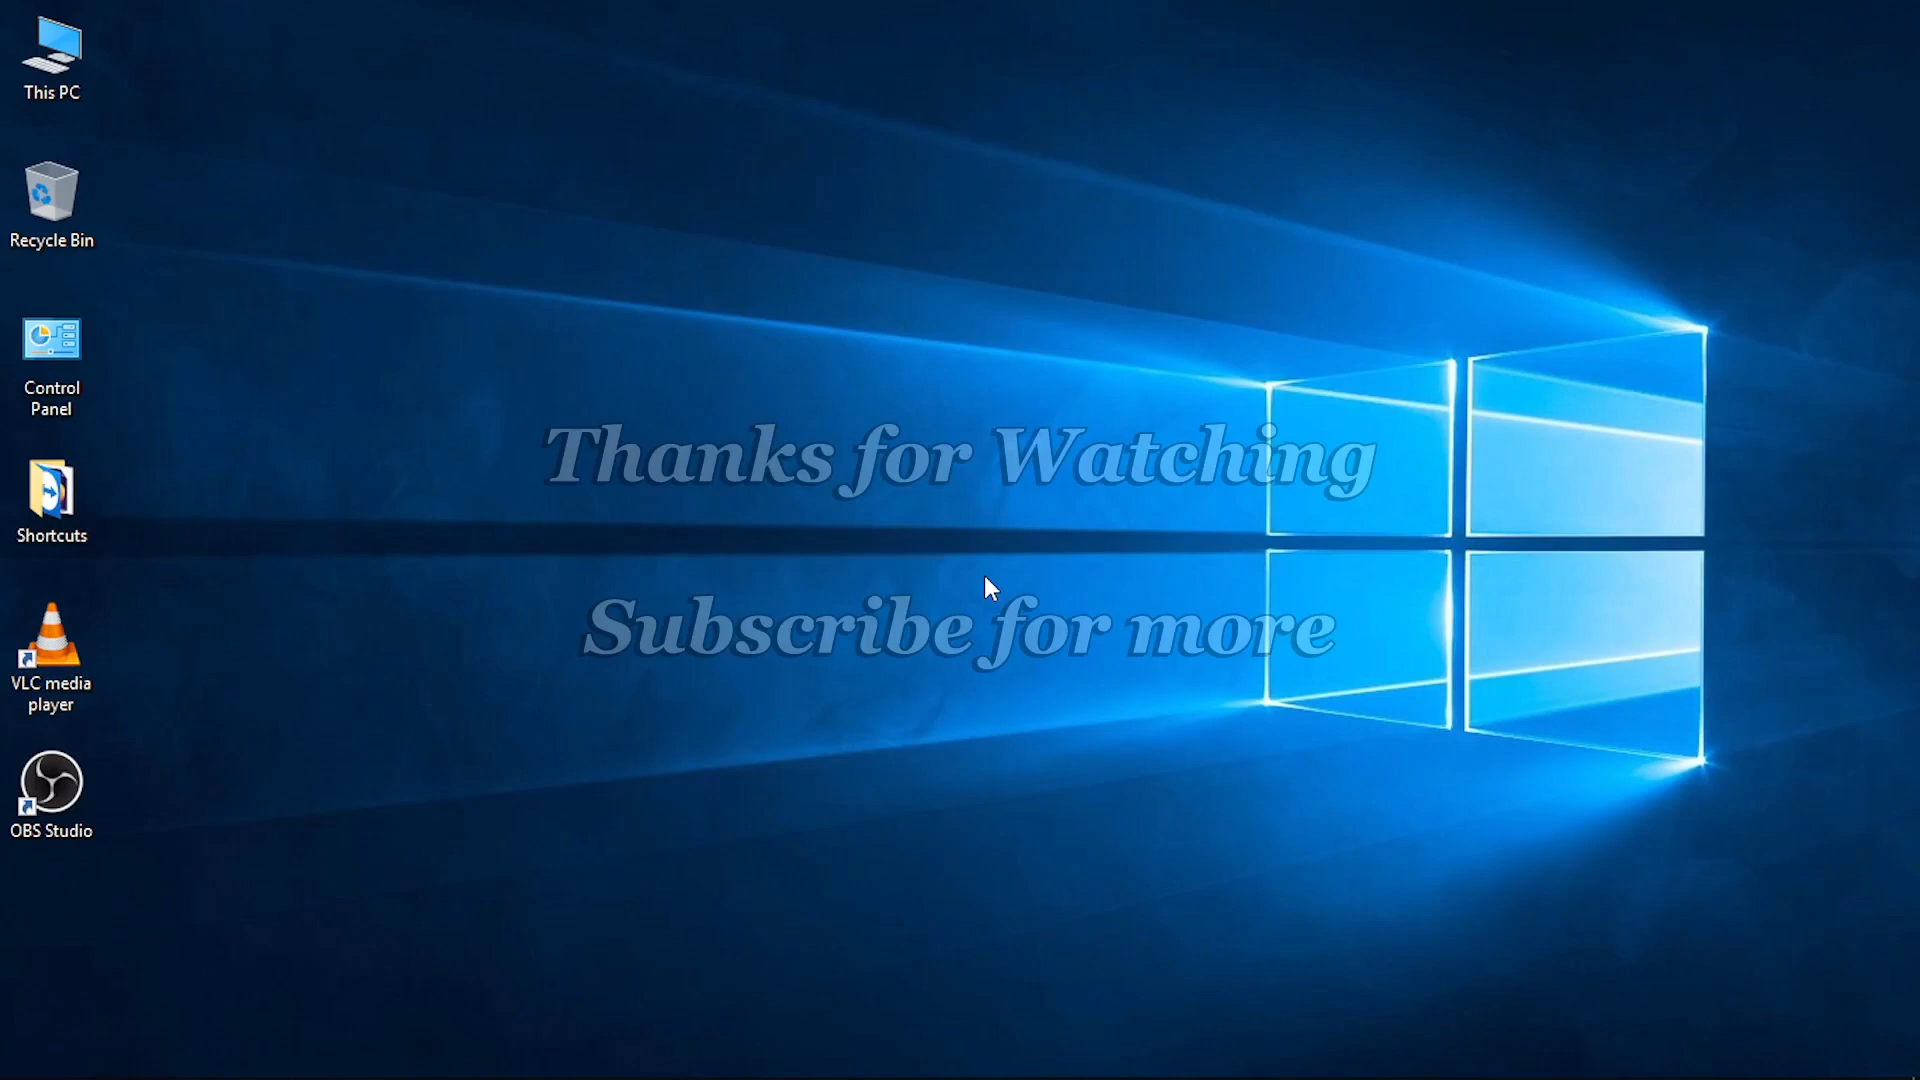 This PC
Recycle Bin
Control
Panel
Shortcuts
VLC media
player
OBS Studio
Thanks for Watching
Subscribe for more